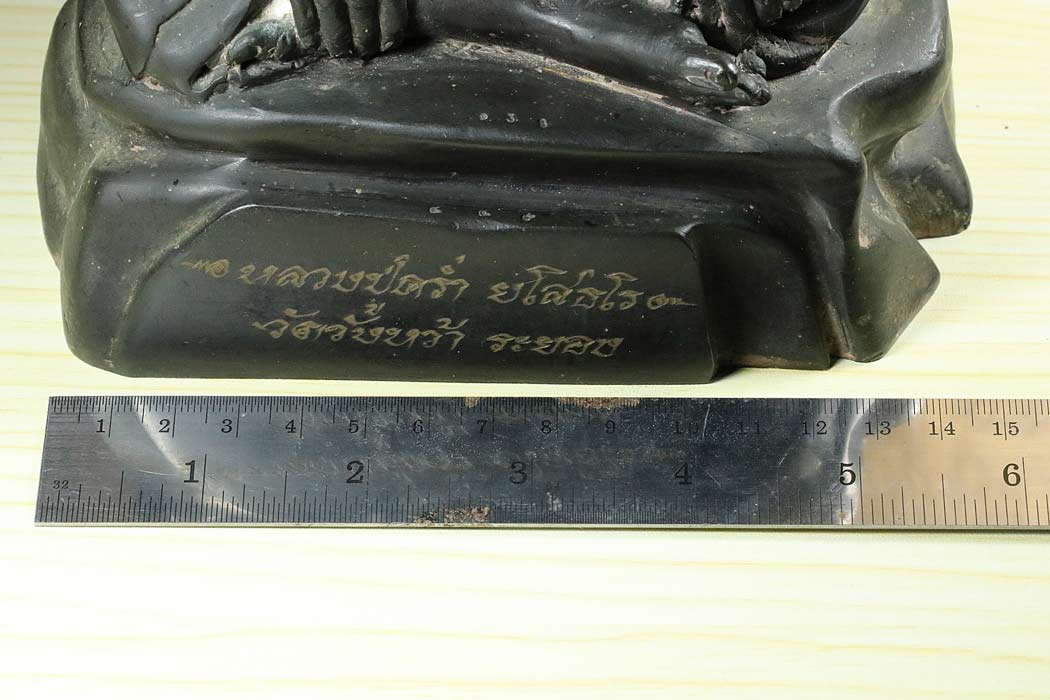 หลวงปู่คร่ำ ยโสธโร
วัดวังหว้า ระยอง
1 2 3 4 5 6 7 8 9 10 11 12 13 14 15
32 1 2 3 4 5 6